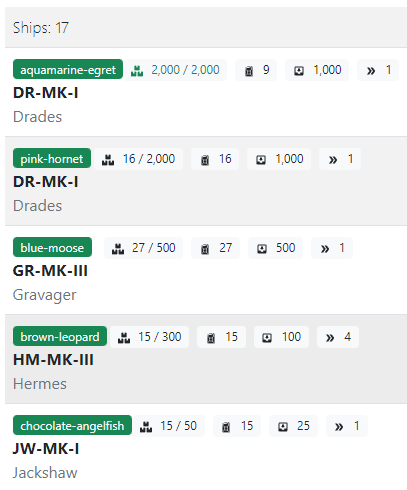 Ships: 17
aquamarine-egret 2,000 / 2,000 9 1,000 1
DR-MK-I
Drades
pink-hornet 16 / 2,000 16 1,000 1
DR-MK-I
Drades
blue-moose 27 / 500 27 500 1
GR-MK-III
Gravager
brown-leopard 15 / 300 15 100 4
HM-MK-III
Hermes
chocolate-angelfish 15 / 50 15 25 1
JW-MK-I
Jackshaw